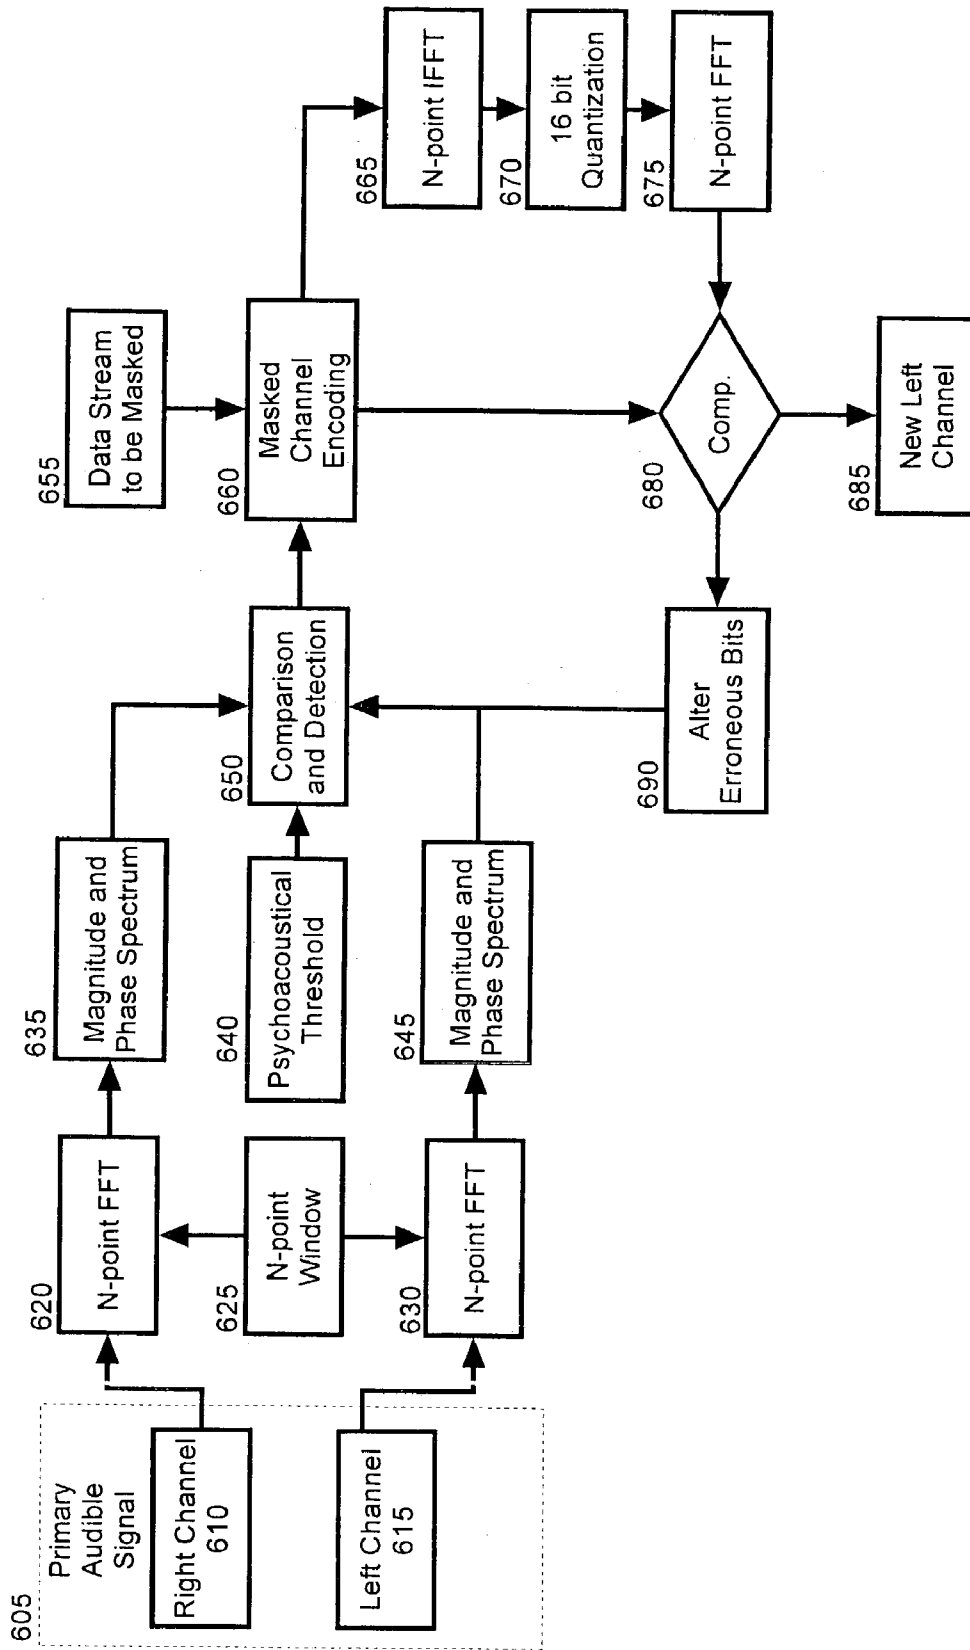 605
Primary
Audible
Signal
Right Channel
610
Left Channel
615
620
N-point FFT
625
N-point
Window
630
N-point FFT
635
Magnitude and
Phase Spectrum
640
Psychoacoustical
Threshold
645
Magnitude and
Phase Spectrum
650
Comparison
and Detection
655
Data Stream
to be Masked
660
Masked
Channel
Encoding
665
N-point IFFT
670
16 bit
Quantization
675
N-point FFT
680
Comp.
685
New Left
Channel
690
Alter
Erroneous Bits